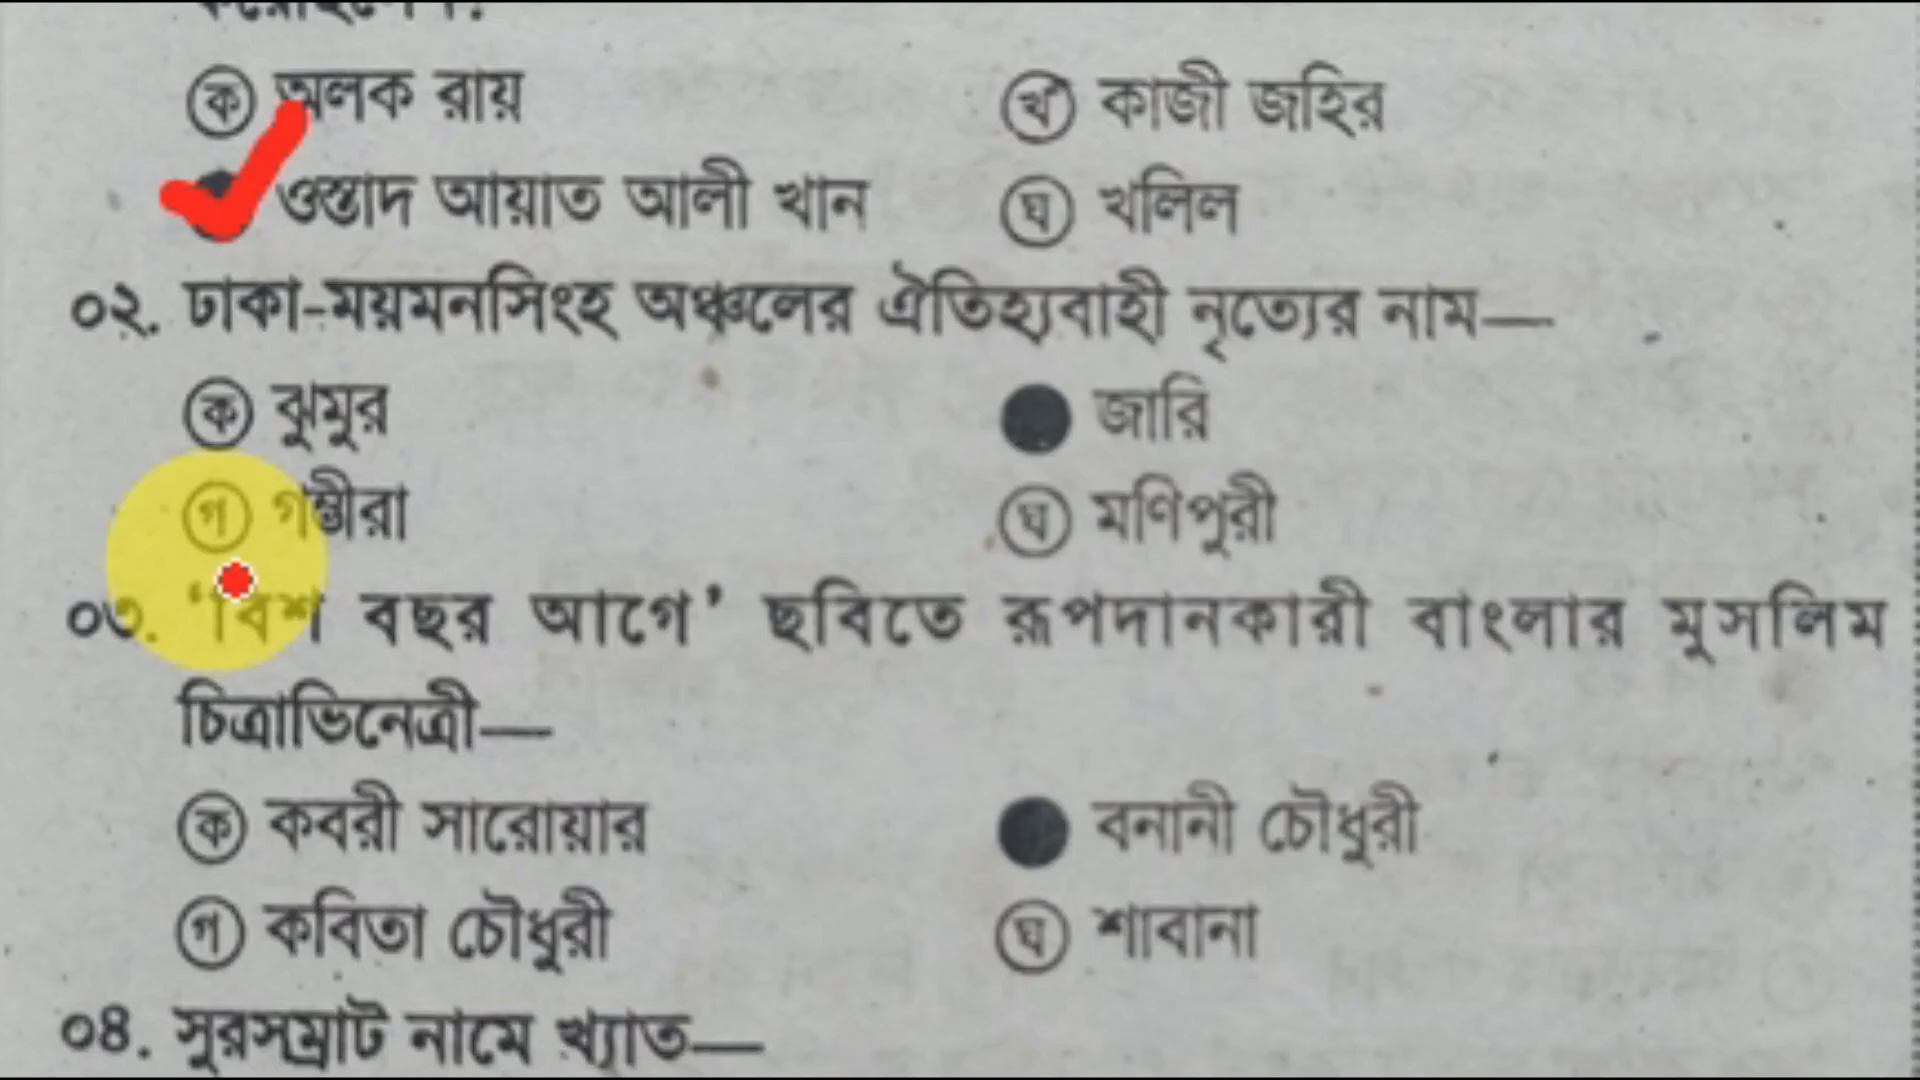 ক অলক রায় খ কাজী জহির
ওস্তাদ আয়াত আলী খান ঘ খলিল
০২. ঢাকা-ময়মনসিংহ অঞ্চলের ঐতিহ্যবাহী নৃত্যের নাম—
ক ঝুমুর জারি
গ গম্ভীরা ঘ মণিপুরী
০৩. ‘বিশ বছর আগে’ ছবিতে রূপদানকারী বাংলার মুসলিম
চিত্রাভিনেত্রী—
ক কবরী সারোয়ার বনানী চৌধুরী
গ কবিতা চৌধুরী ঘ শাবানা
০৪. সুরসম্রাট নামে খ্যাত—